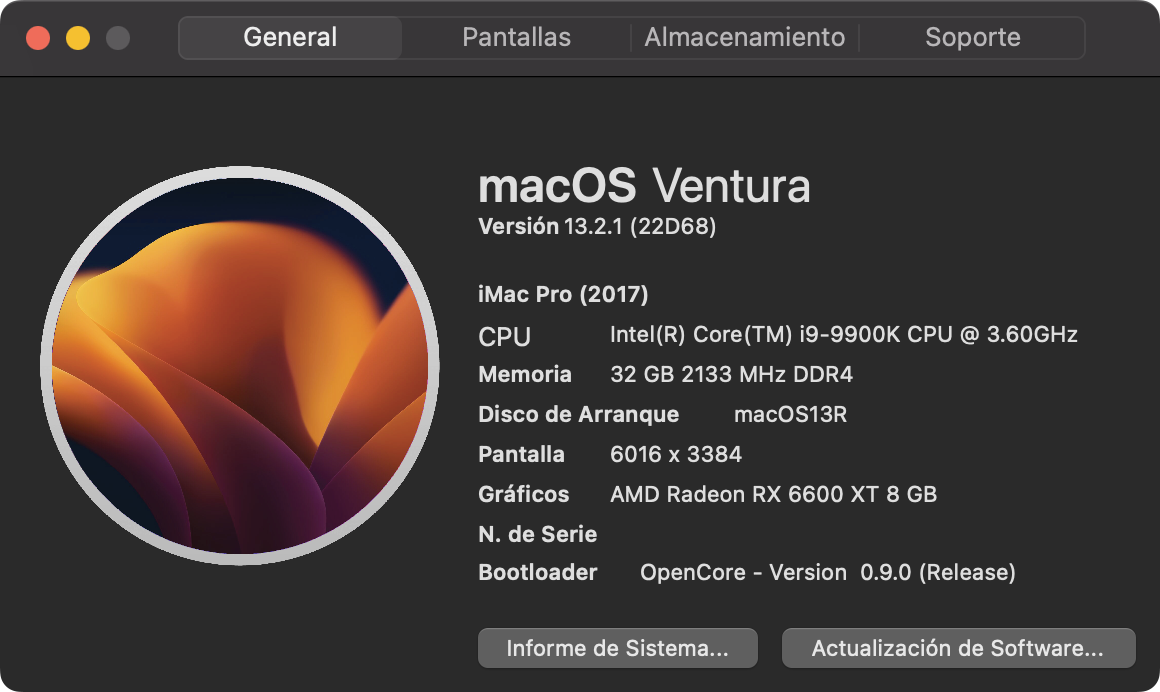 General Pantallas Almacenamiento Soporte
macOS Ventura
Versión 13.2.1 (22D68)
iMac Pro (2017)
CPU Intel(R) Core(TM) i9-9900K CPU @ 3.60GHz
Memoria 32 GB 2133 MHz DDR4
Disco de Arranque macOS13R
Pantalla 6016 x 3384
Gráficos AMD Radeon RX 6600 XT 8 GB
N. de Serie
Bootloader OpenCore - Version 0.9.0 (Release)
Informe de Sistema... Actualización de Software...